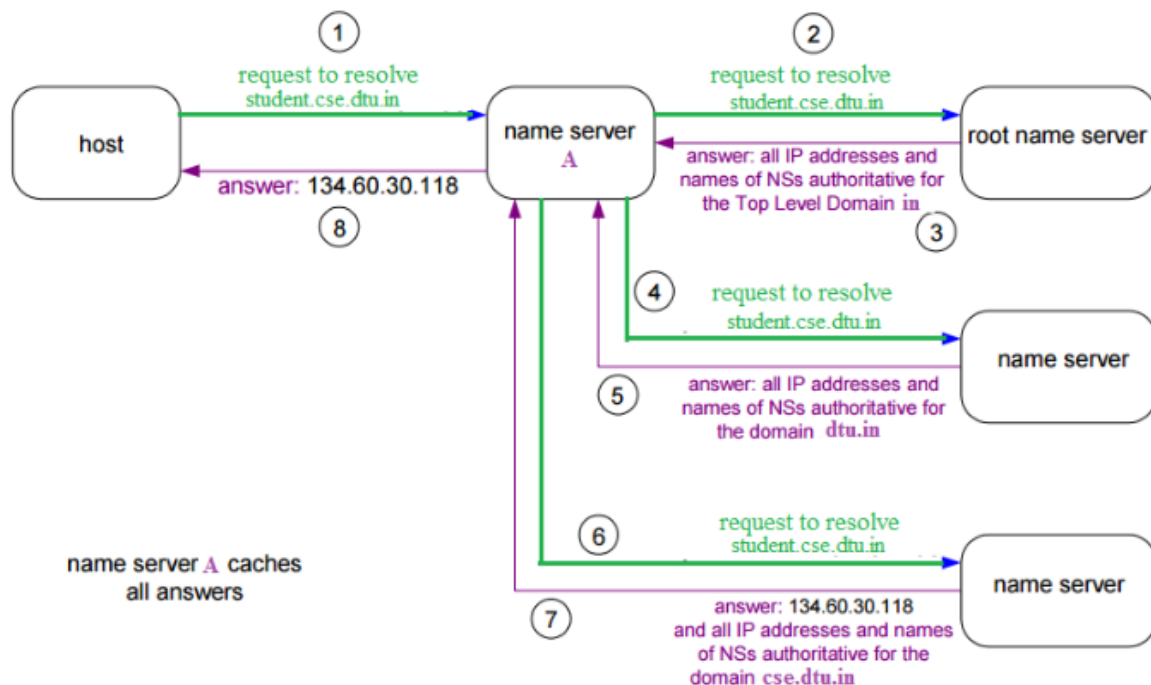 1
request to resolve
student.cse.dtu.in
host
name server
A
answer: 134.60.30.118
8
2
request to resolve
student.cse.dtu.in
root name server
answer: all IP addresses and
names of NSs authoritative for
the Top Level Domain in
3
4
request to resolve
student.cse.dtu.in
name server
5
answer: all IP addresses and
names of NSs authoritative for
the domain dtu.in
6
request to resolve
student.cse.dtu.in
name server
7
answer: 134.60.30.118
and all IP addresses and names
of NSs authoritative for the
domain cse.dtu.in
name server A caches
all answers